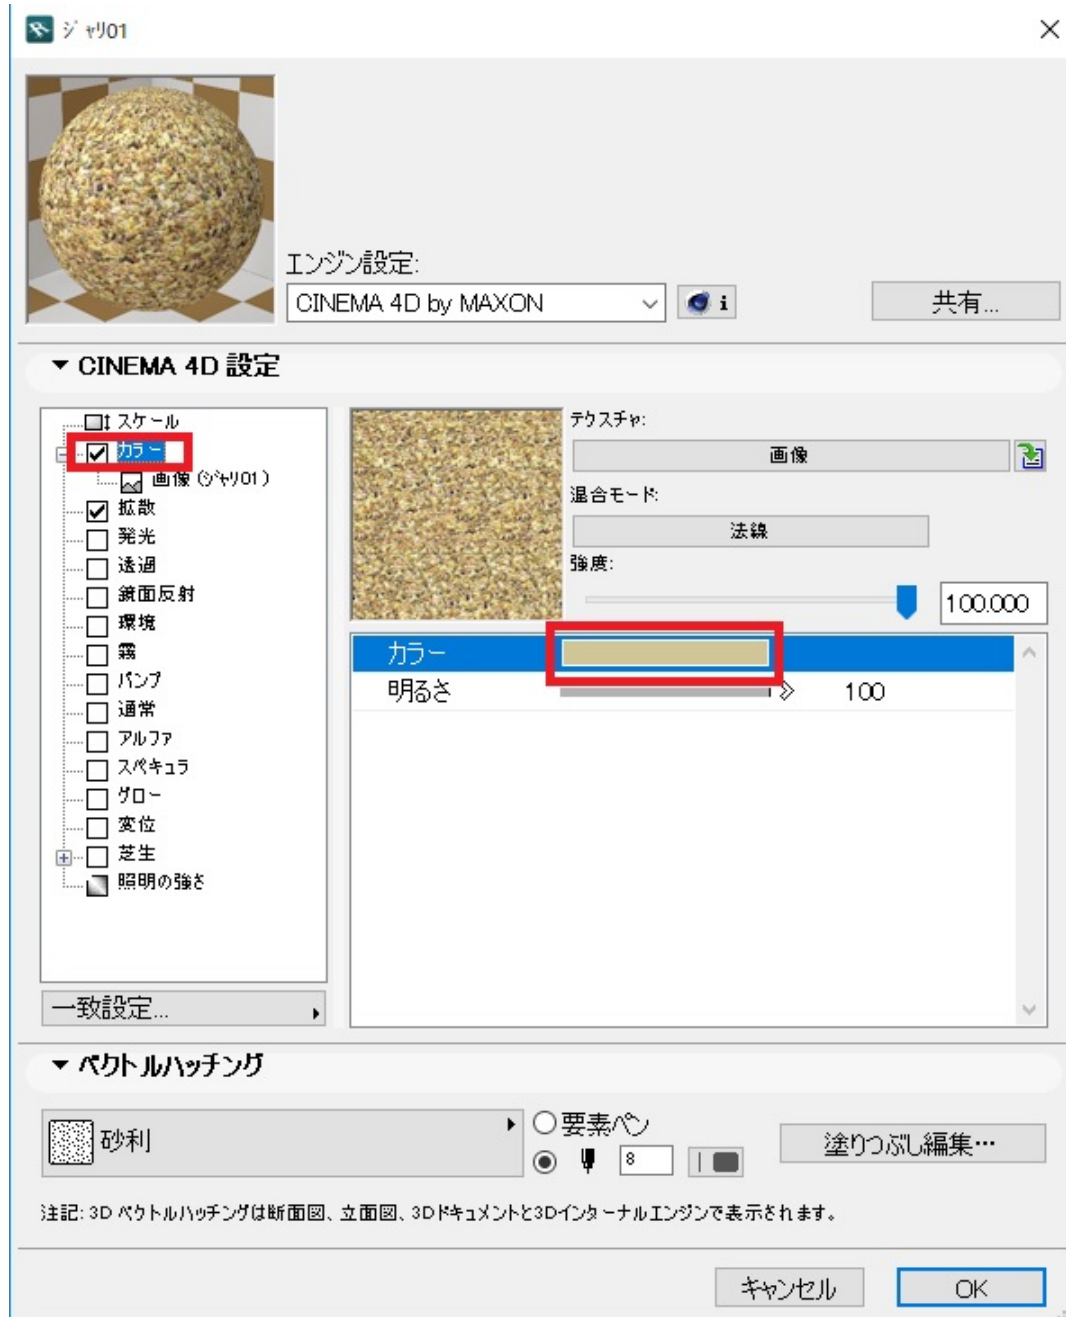 ジャリ01
エンジン設定:
CINEMA 4D by MAXON
i
共有...
CINEMA 4D 設定
スケール
カラー
画像 (ジャリ01)
拡散
発光
透過
鏡面反射
環境
霧
バンプ
通常
アルファ
スペキュラ
グロー
変位
芝生
照明の強さ
一致設定...
テクスチャ:
画像
混合モード:
法線
強度:
100.000
カラー
明るさ 100
ベクトルハッチング
砂利
要素ペン
8
塗りつぶし編集…
注記: 3D ベクトルハッチングは断面図、立面図、3Dドキュメントと3Dインターナルエンジンで表示されます。
キャンセル
OK